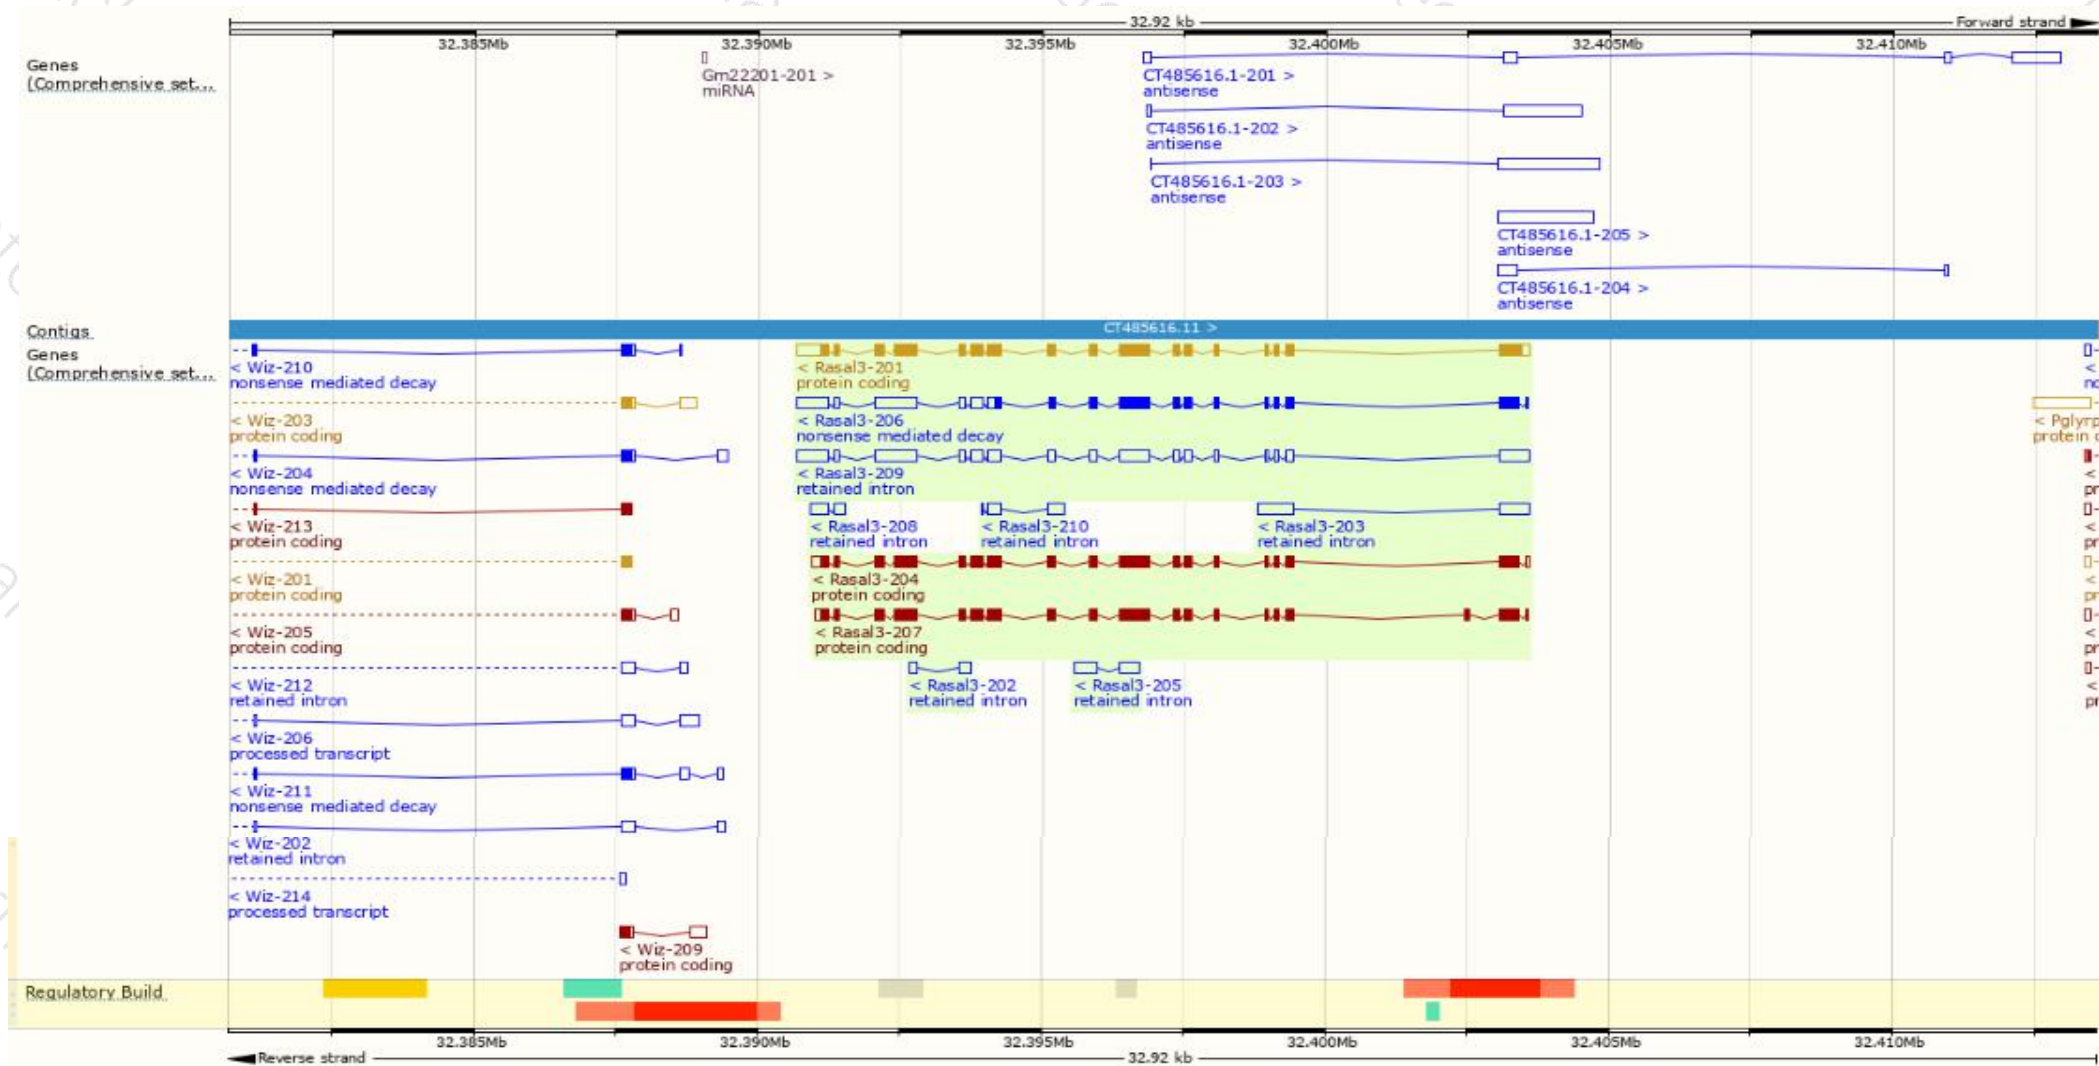 32.92 kb
Forward strand
32.385Mb 32.390Mb 32.395Mb 32.400Mb 32.405Mb 32.410Mb
Genes
(Comprehensive set...
Gm22201-201 >
miRNA
CT485616.1-201 >
antisense
CT485616.1-202 >
antisense
CT485616.1-203 >
antisense
CT485616.1-205 >
antisense
CT485616.1-204 >
antisense
Contigs
CT485616.11 >
Genes
(Comprehensive set...
< Wiz-210
nonsense mediated decay
< Rasal3-201
protein coding
<
no
< Wiz-203
protein coding
< Rasal3-206
nonsense mediated decay
< Pglyrp
protein c
< Wiz-204
nonsense mediated decay
< Rasal3-209
retained intron
<
pr
< Wiz-213
protein coding
< Rasal3-208
retained intron
< Rasal3-210
retained intron
< Rasal3-203
retained intron
<
pr
< Wiz-201
protein coding
< Rasal3-204
protein coding
<
pr
< Wiz-205
protein coding
< Rasal3-207
protein coding
<
pr
< Wiz-212
retained intron
< Rasal3-202
retained intron
< Rasal3-205
retained intron
<
pr
< Wiz-206
processed transcript
< Wiz-211
nonsense mediated decay
< Wiz-202
retained intron
< Wiz-214
processed transcript
< Wiz-209
protein coding
Regulatory Build
32.385Mb 32.390Mb 32.395Mb 32.400Mb 32.405Mb 32.410Mb
Reverse strand
32.92 kb